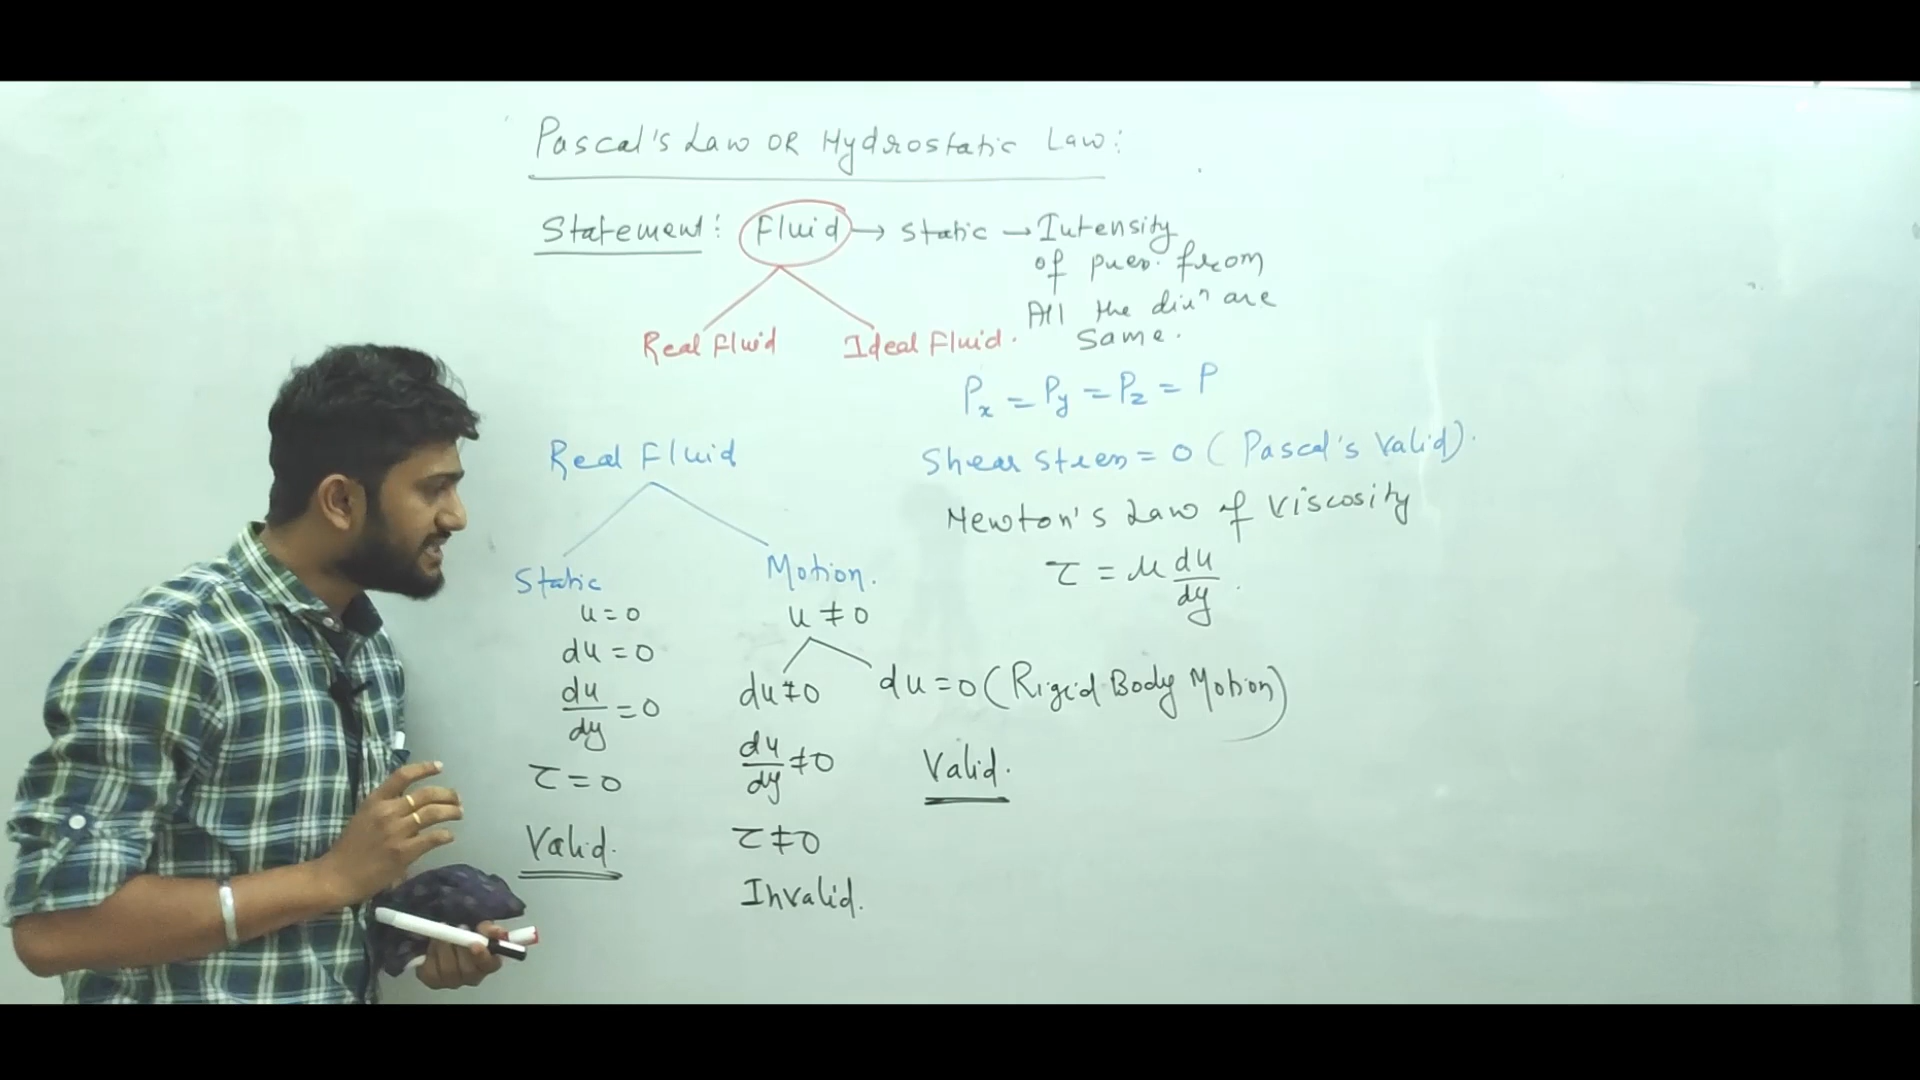 Pascal's Law OR Hydrostatic Law:
Statement: Fluid → Static → Intensity
of pres. from
All the dirⁿ are
Same.
Real Fluid Ideal Fluid.
Px = Py = Pz = P
Real Fluid
Shear Stress = 0 (Pascal's Valid).
Newton's Law of Viscosity
τ = μ du/dy.
Static Motion.
u = 0 u ≠ 0
du = 0
du ≠ 0 du = 0 (Rigid Body Motion)
du/dy = 0
du/dy ≠ 0 Valid.
τ = 0
Valid. τ ≠ 0
Invalid.